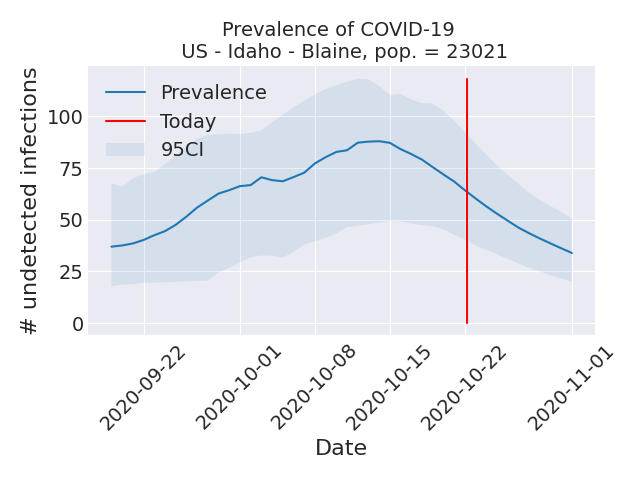 Prevalence of COVID-19
US - Idaho - Blaine, pop. = 23021
# undetected infections
100
75
50
25
0
Prevalence
Today
95CI
2020-09-22
2020-10-01
2020-10-08
2020-10-15
2020-10-22
2020-11-01
Date